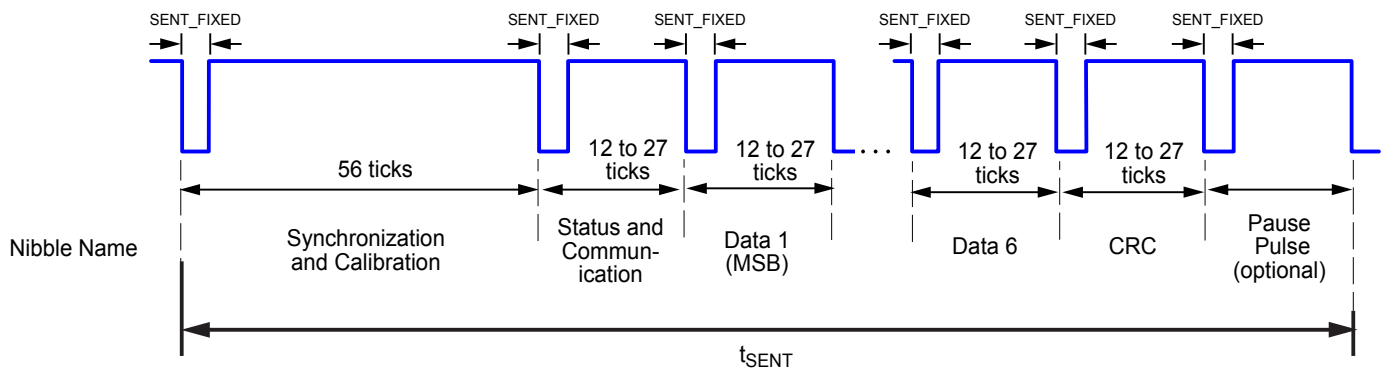 SENT_FIXED SENT_FIXED SENT_FIXED SENT_FIXED SENT_FIXED SENT_FIXED
56 ticks
12 to 27
ticks
12 to 27
ticks
. . .
12 to 27
ticks
12 to 27
ticks
Nibble Name
Synchronization
and Calibration
Status and
Commun-
ication
Data 1
(MSB)
Data 6
CRC
Pause
Pulse
(optional)
tSENT